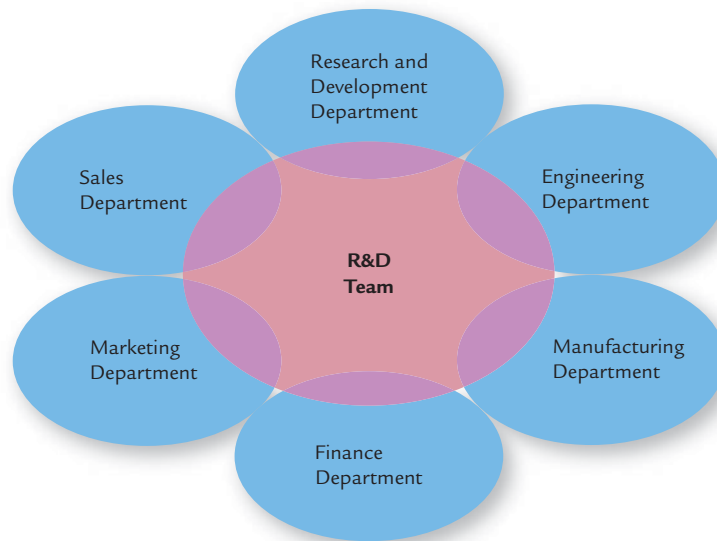 Research and
Development
Department
Sales
Department
Engineering
Department
R&D
Team
Marketing
Department
Manufacturing
Department
Finance
Department